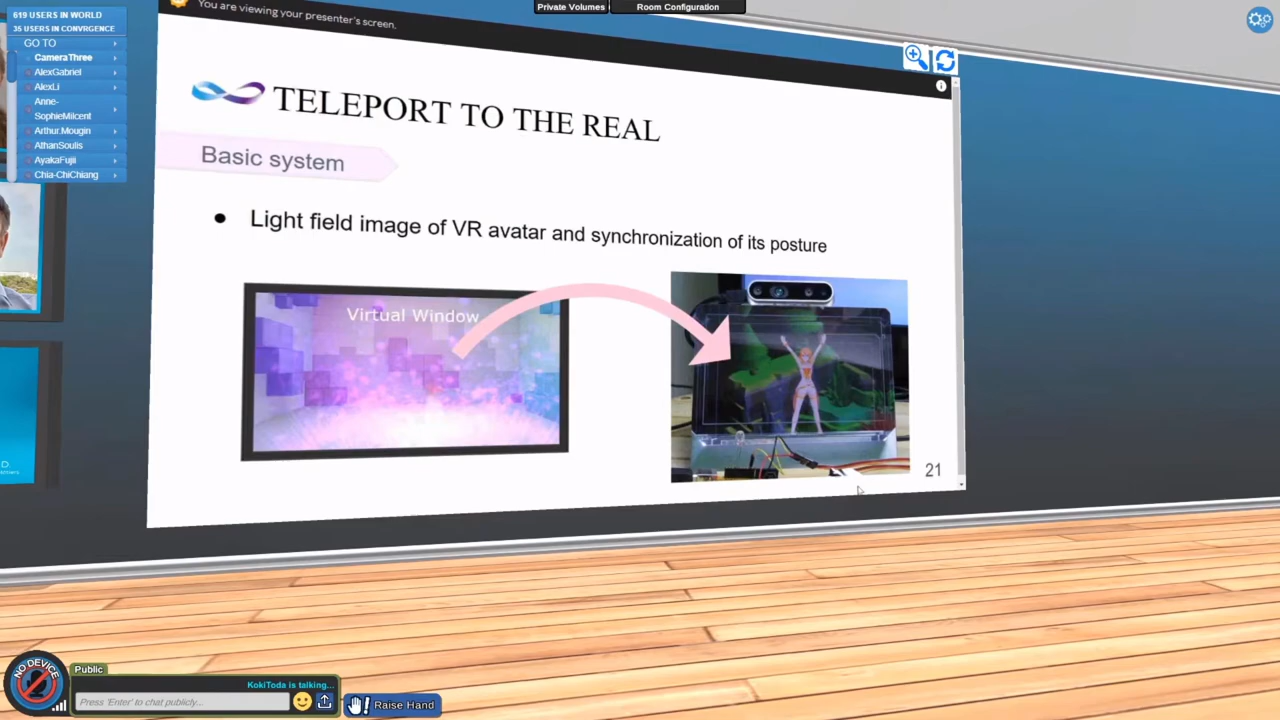 619 USERS IN WORLD
35 USERS IN CONVRGENCE
GO TO
CameraThree
AlexGabriel
AlexLi
Anne-
SophieMilcent
Arthur.Mougin
AthanSoulis
AyakaFujii
Chia-ChiChiang
Private Volumes
Room Configuration
You are viewing your presenter's screen.
TELEPORT TO THE REAL
Basic system
● Light field image of VR avatar and synchronization of its posture
Virtual Window
21
D.
NO DEVICE
Public
KokiToda is talking...
Press 'Enter' to chat publicly...
Raise Hand